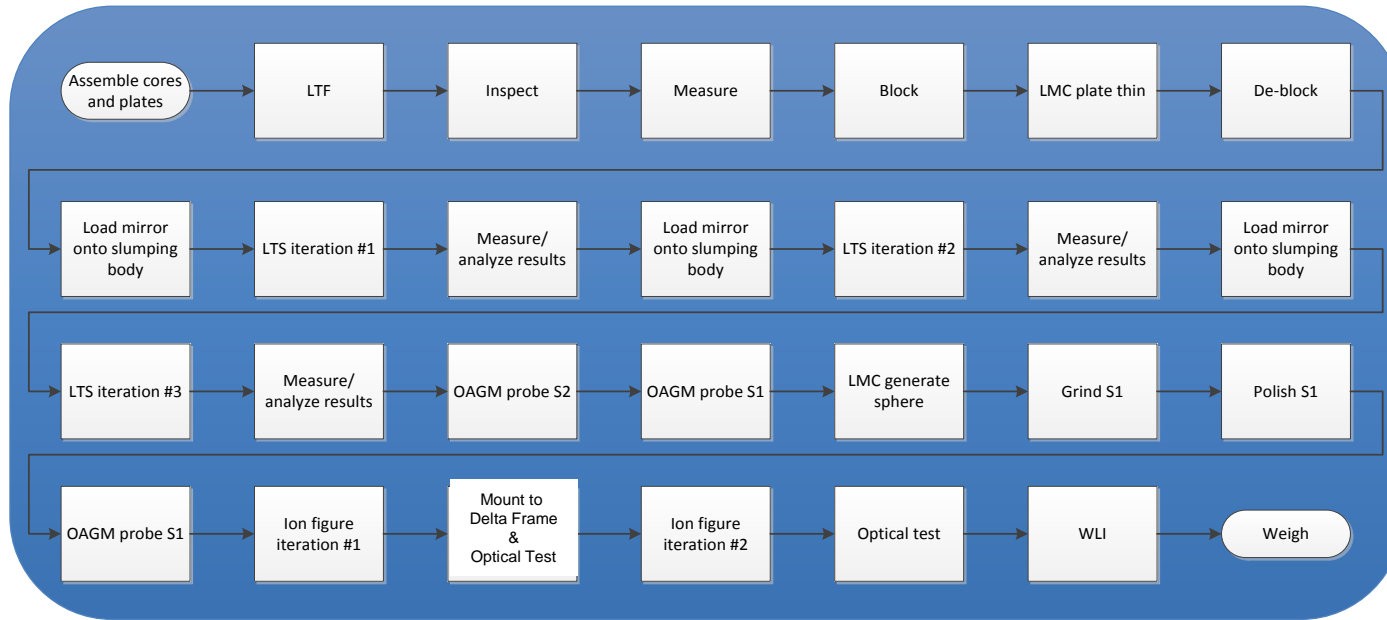 Assemble cores
and plates
LTF
Inspect
Measure
Block
LMC plate thin
De-block
Load mirror
onto slumping
body
LTS iteration #1
Measure/
analyze results
Load mirror
onto slumping
body
LTS iteration #2
Measure/
analyze results
Load mirror
onto slumping
body
LTS iteration #3
Measure/
analyze results
OAGM probe S2
OAGM probe S1
LMC generate
sphere
Grind S1
Polish S1
OAGM probe S1
Ion figure
iteration #1
Mount to
Delta Frame
&
Optical Test
Ion figure
iteration #2
Optical test
WLI
Weigh